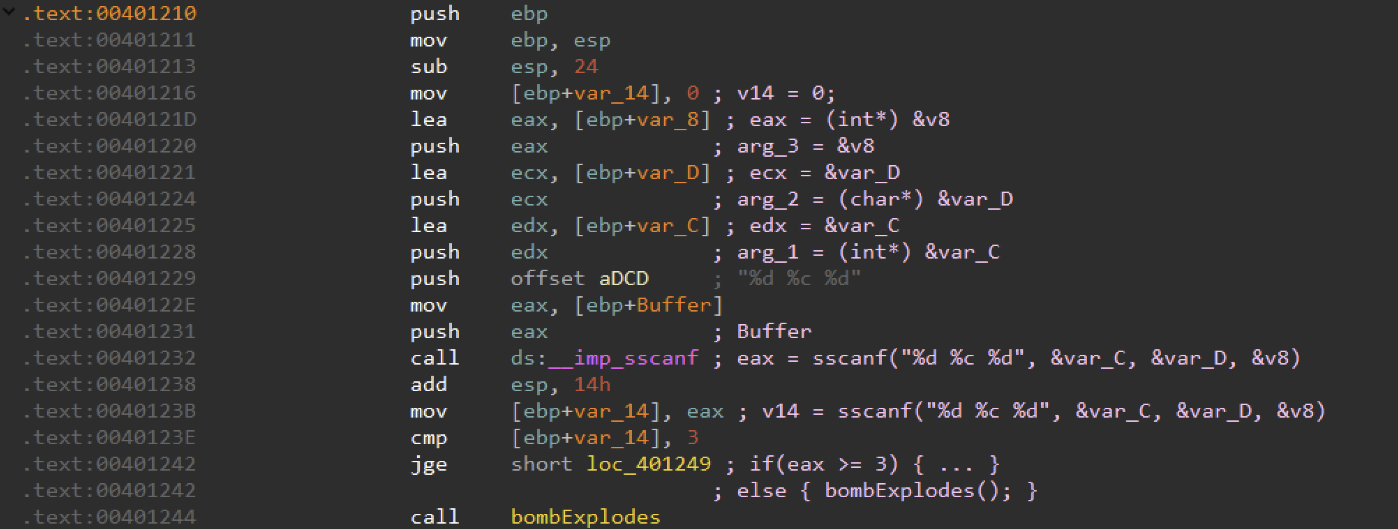 .text:00401210 push ebp
.text:00401211 mov ebp, esp
.text:00401213 sub esp, 24
.text:00401216 mov [ebp+var_14], 0 ; v14 = 0;
.text:0040121D lea eax, [ebp+var_8] ; eax = (int*) &v8
.text:00401220 push eax ; arg_3 = &v8
.text:00401221 lea ecx, [ebp+var_D] ; ecx = &var_D
.text:00401224 push ecx ; arg_2 = (char*) &var_D
.text:00401225 lea edx, [ebp+var_C] ; edx = &var_C
.text:00401228 push edx ; arg_1 = (int*) &var_C
.text:00401229 push offset aDCD ; "%d %c %d"
.text:0040122E mov eax, [ebp+Buffer]
.text:00401231 push eax ; Buffer
.text:00401232 call ds:__imp_sscanf ; eax = sscanf("%d %c %d", &var_C, &var_D, &v8)
.text:00401238 add esp, 14h
.text:0040123B mov [ebp+var_14], eax ; v14 = sscanf("%d %c %d", &var_C, &var_D, &v8)
.text:0040123E cmp [ebp+var_14], 3
.text:00401242 jge short loc_401249 ; if(eax >= 3) { ... }
.text:00401242 ; else { bombExplodes(); }
.text:00401244 call bombExplodes